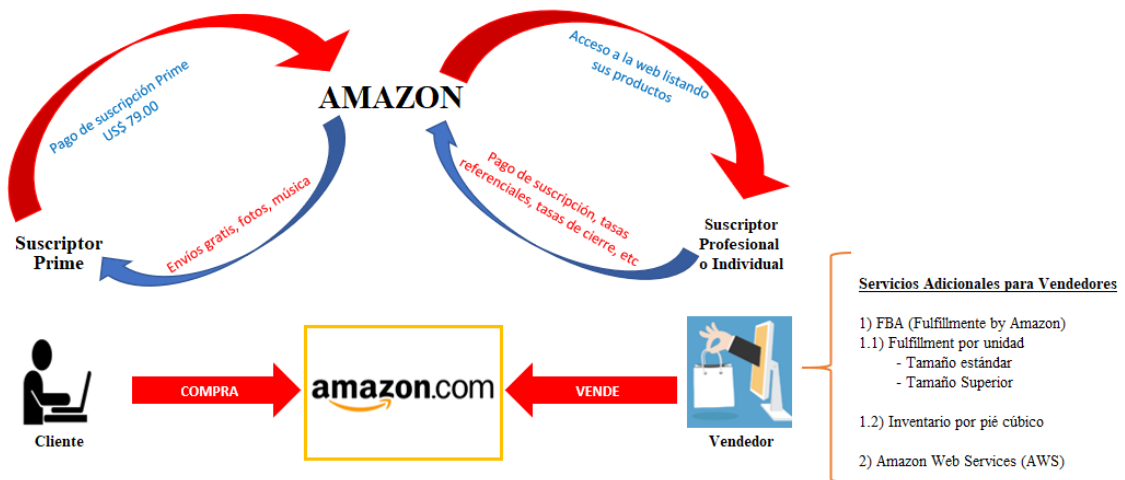 Pago de suscripción Prime
US$ 79.00
AMAZON
Acceso a la web listando
sus productos
Envíos gratis, fotos, música
Pago de suscripción, tasas
referenciales, tasas de cierre, etc
Suscriptor
Prime
Suscriptor
Profesional
o Individual
Servicios Adicionales para Vendedores
1) FBA (Fulfillmente by Amazon)
1.1) Fulfillment por unidad
- Tamaño estándar
- Tamaño Superior
1.2) Inventario por pié cúbico
2) Amazon Web Services (AWS)
COMPRA
amazon.com
VENDE
Cliente
Vendedor